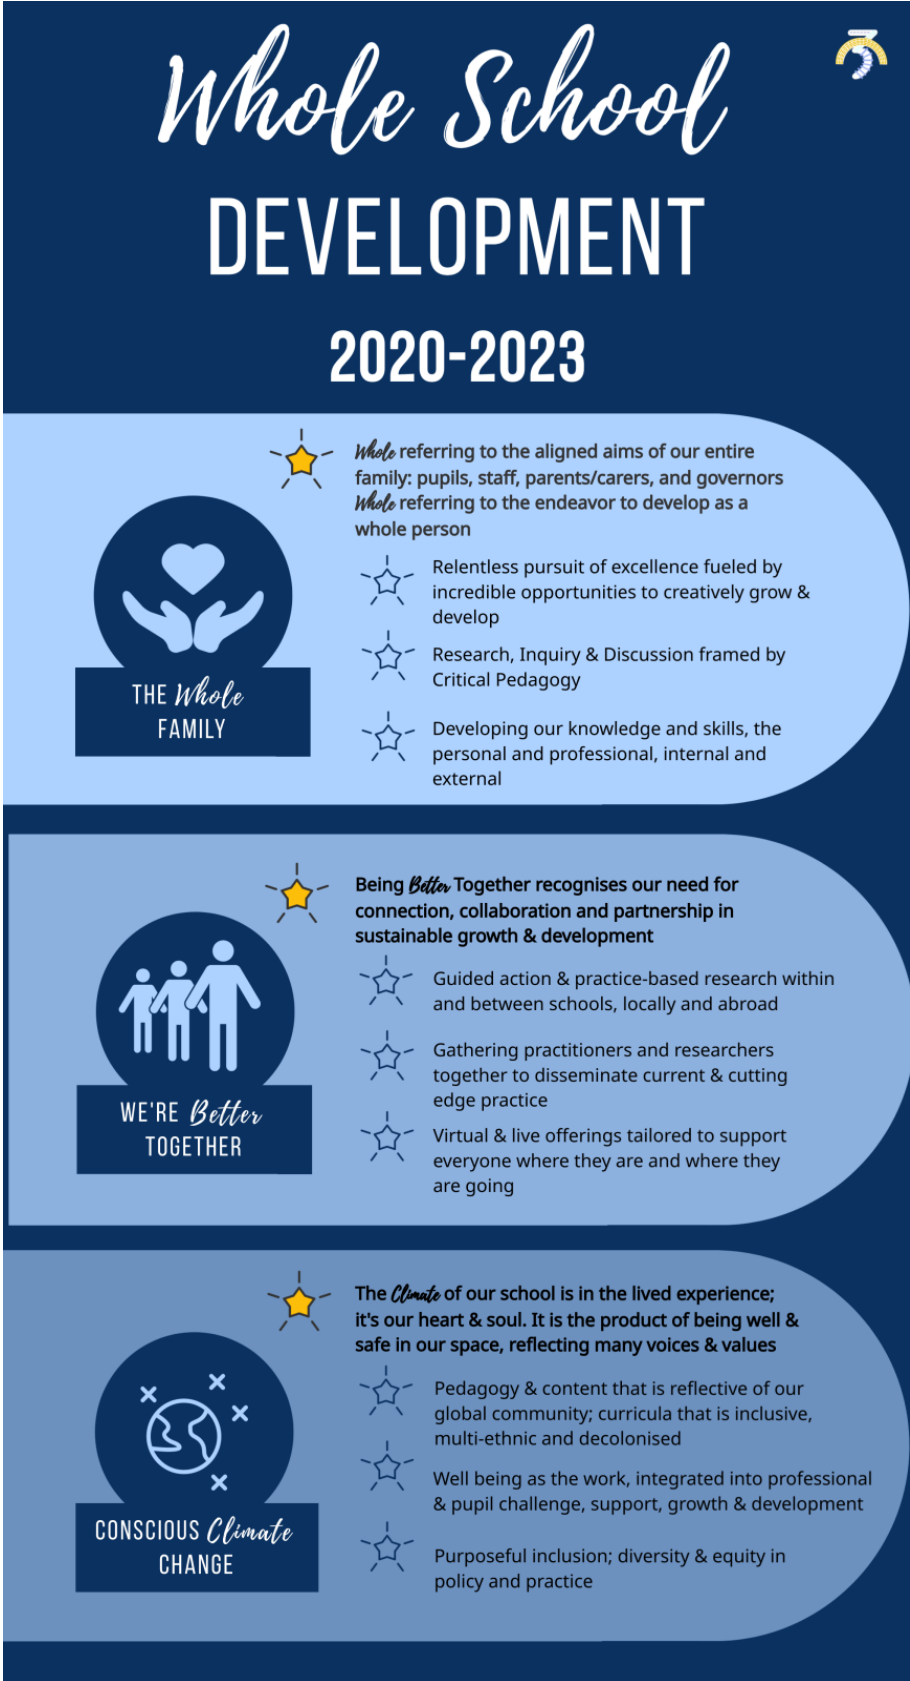 Whole School
DEVELOPMENT
2020-2023
Whole referring to the aligned aims of our entire
family: pupils, staff, parents/carers, and governors
Whole referring to the endeavor to develop as a
whole person
Relentless pursuit of excellence fueled by
incredible opportunities to creatively grow &
develop
Research, Inquiry & Discussion framed by
Critical Pedagogy
Developing our knowledge and skills, the
personal and professional, internal and
external
THE Whole
FAMILY
Being Better Together recognises our need for
connection, collaboration and partnership in
sustainable growth & development
Guided action & practice-based research within
and between schools, locally and abroad
Gathering practitioners and researchers
together to disseminate current & cutting
edge practice
Virtual & live offerings tailored to support
everyone where they are and where they
are going
WE'RE Better
TOGETHER
The Climate of our school is in the lived experience;
it's our heart & soul. It is the product of being well &
safe in our space, reflecting many voices & values
Pedagogy & content that is reflective of our
global community; curricula that is inclusive,
multi-ethnic and decolonised
Well being as the work, integrated into professional
& pupil challenge, support, growth & development
Purposeful inclusion; diversity & equity in
policy and practice
CONSCIOUS Climate
CHANGE